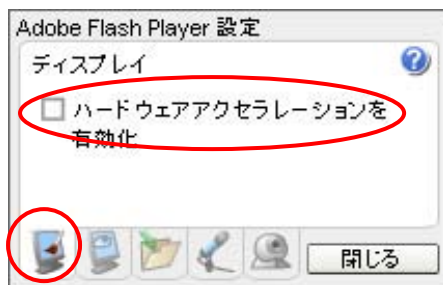 Adobe Flash Player 設定
ディスプレイ
?
ハードウェアアクセラレーションを
有効化
閉じる